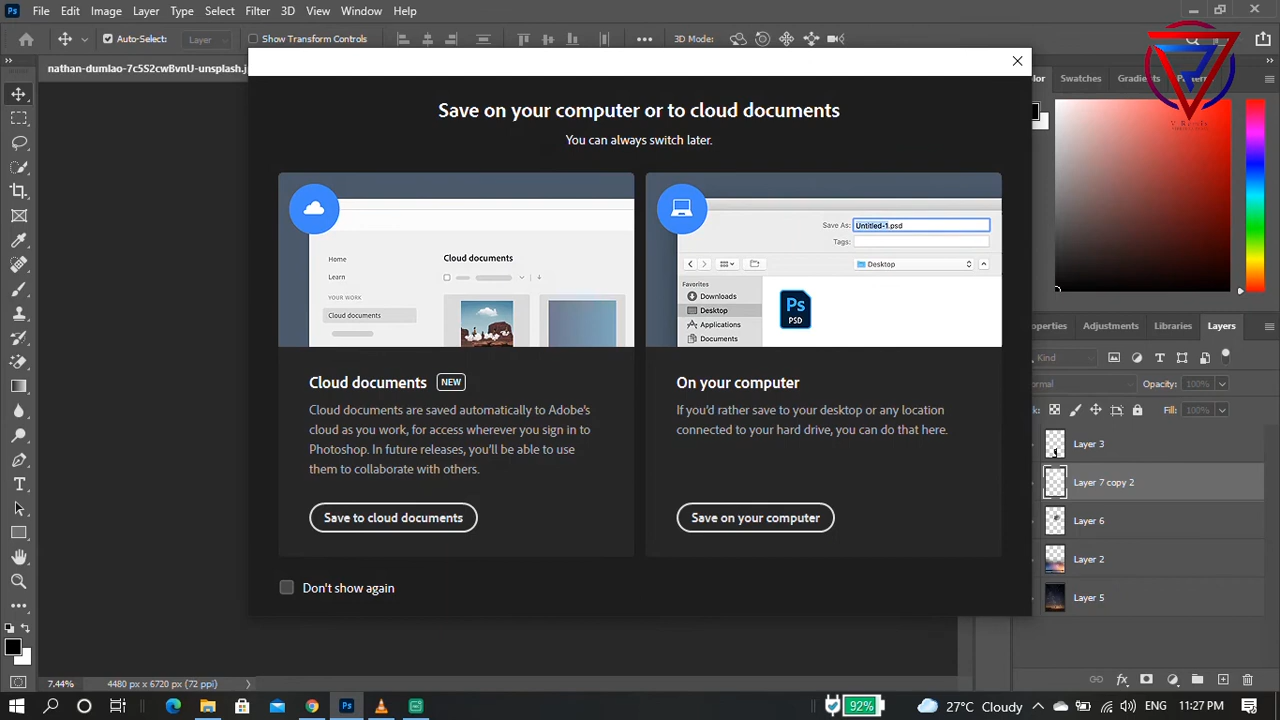 Ps File Edit Image Layer Type Select Filter 3D View Window Help
Auto-Select: Layer Show Transform Controls 3D Mode:
nathan-dumlao-7c5S2cwBvnU-unsplash.j
Swatches Gradients
Save on your computer or to cloud documents
You can always switch later.
Home
Learn
YOUR WORK
Cloud documents
Cloud documents
Save As: Untitled-1.psd
Tags:
Desktop
Favorites
Downloads
Desktop
Applications
Documents
Ps
PSD
Cloud documents NEW
Cloud documents are saved automatically to Adobe's
cloud as you work, for access wherever you sign in to
Photoshop. In future releases, you'll be able to use
them to collaborate with others.
Save to cloud documents
On your computer
If you'd rather save to your desktop or any location
connected to your hard drive, you can do that here.
Save on your computer
Don't show again
operties Adjustments Libraries Layers
Kind
ormal Opacity: 100%
Fill: 100%
Layer 3
Layer 7 copy 2
Layer 6
Layer 2
Layer 5
7.44% 4480 px x 6720 px (72 ppi)
Ps 92% 27°C Cloudy ENG 11:27 PM